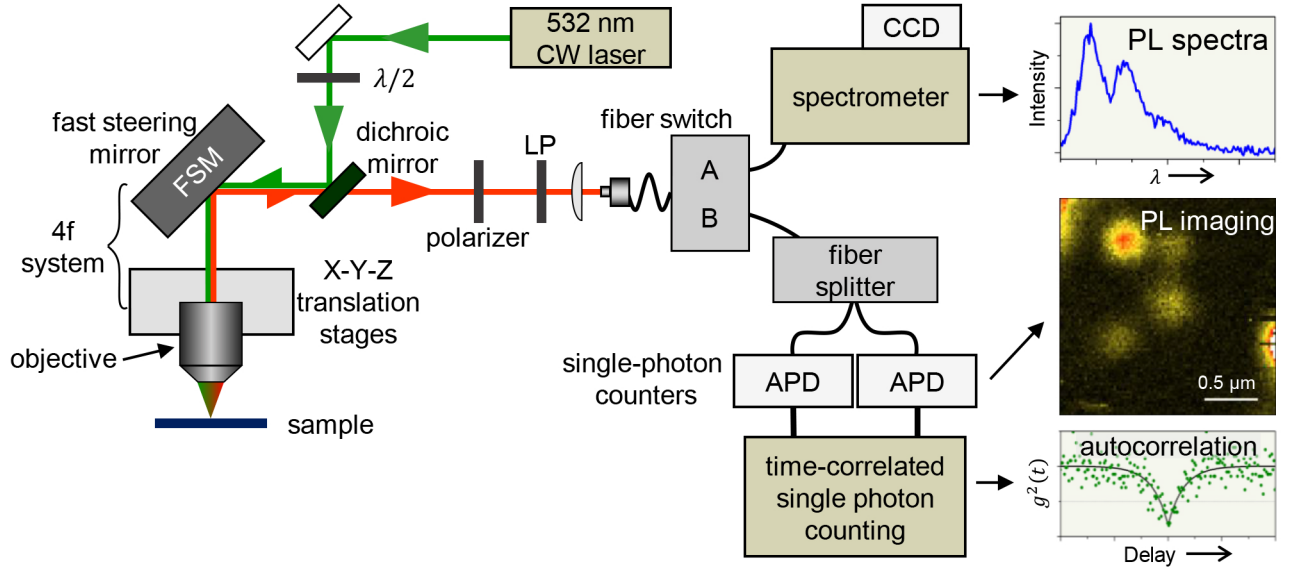 532 nm
CW laser
λ/2
fast steering
mirror
FSM
dichroic
mirror
4f
system
X-Y-Z
translation
stages
objective
sample
polarizer
LP
fiber switch
A
B
CCD
spectrometer
fiber
splitter
single-photon
counters
APD
APD
time-correlated
single photon
counting
PL spectra
Intensity
λ
PL imaging
0.5 µm
autocorrelation
g²(t)
Delay